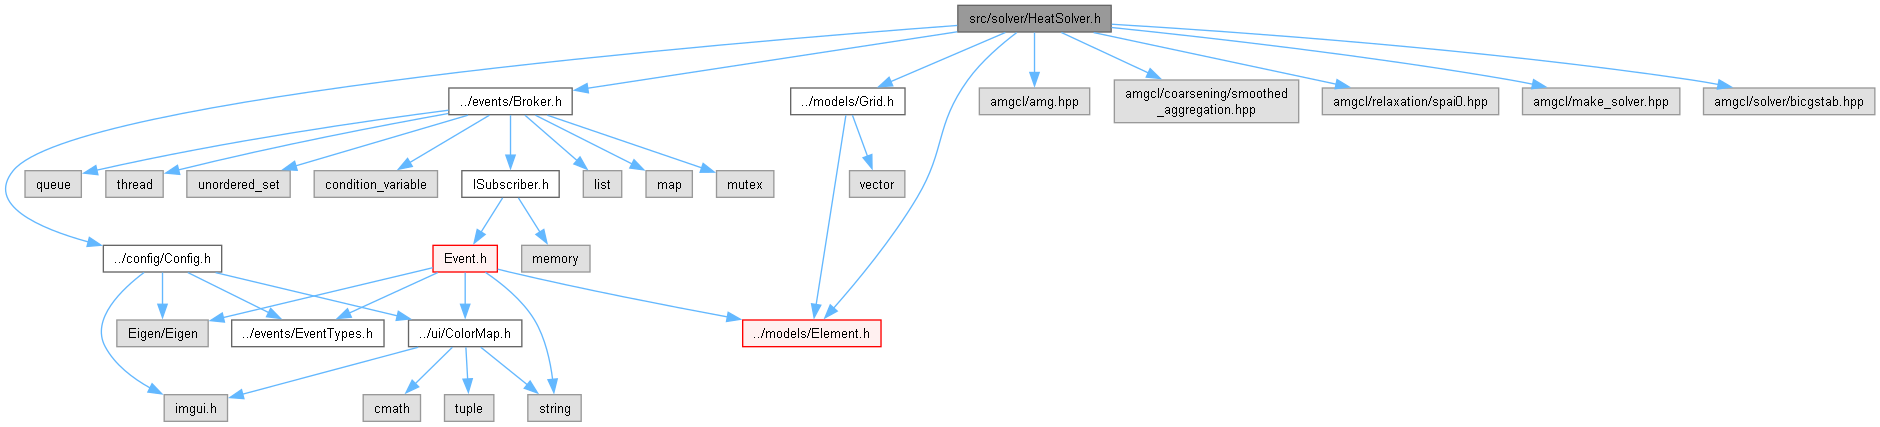 src/solver/HeatSolver.h
../events/Broker.h
../models/Grid.h
amgcl/amg.hpp
amgcl/coarsening/smoothed
_aggregation.hpp
amgcl/relaxation/spai0.hpp
amgcl/make_solver.hpp
amgcl/solver/bicgstab.hpp
queue
thread
unordered_set
condition_variable
ISubscriber.h
list
map
mutex
vector
../config/Config.h
Event.h
memory
Eigen/Eigen
../events/EventTypes.h
../ui/ColorMap.h
../models/Element.h
imgui.h
cmath
tuple
string